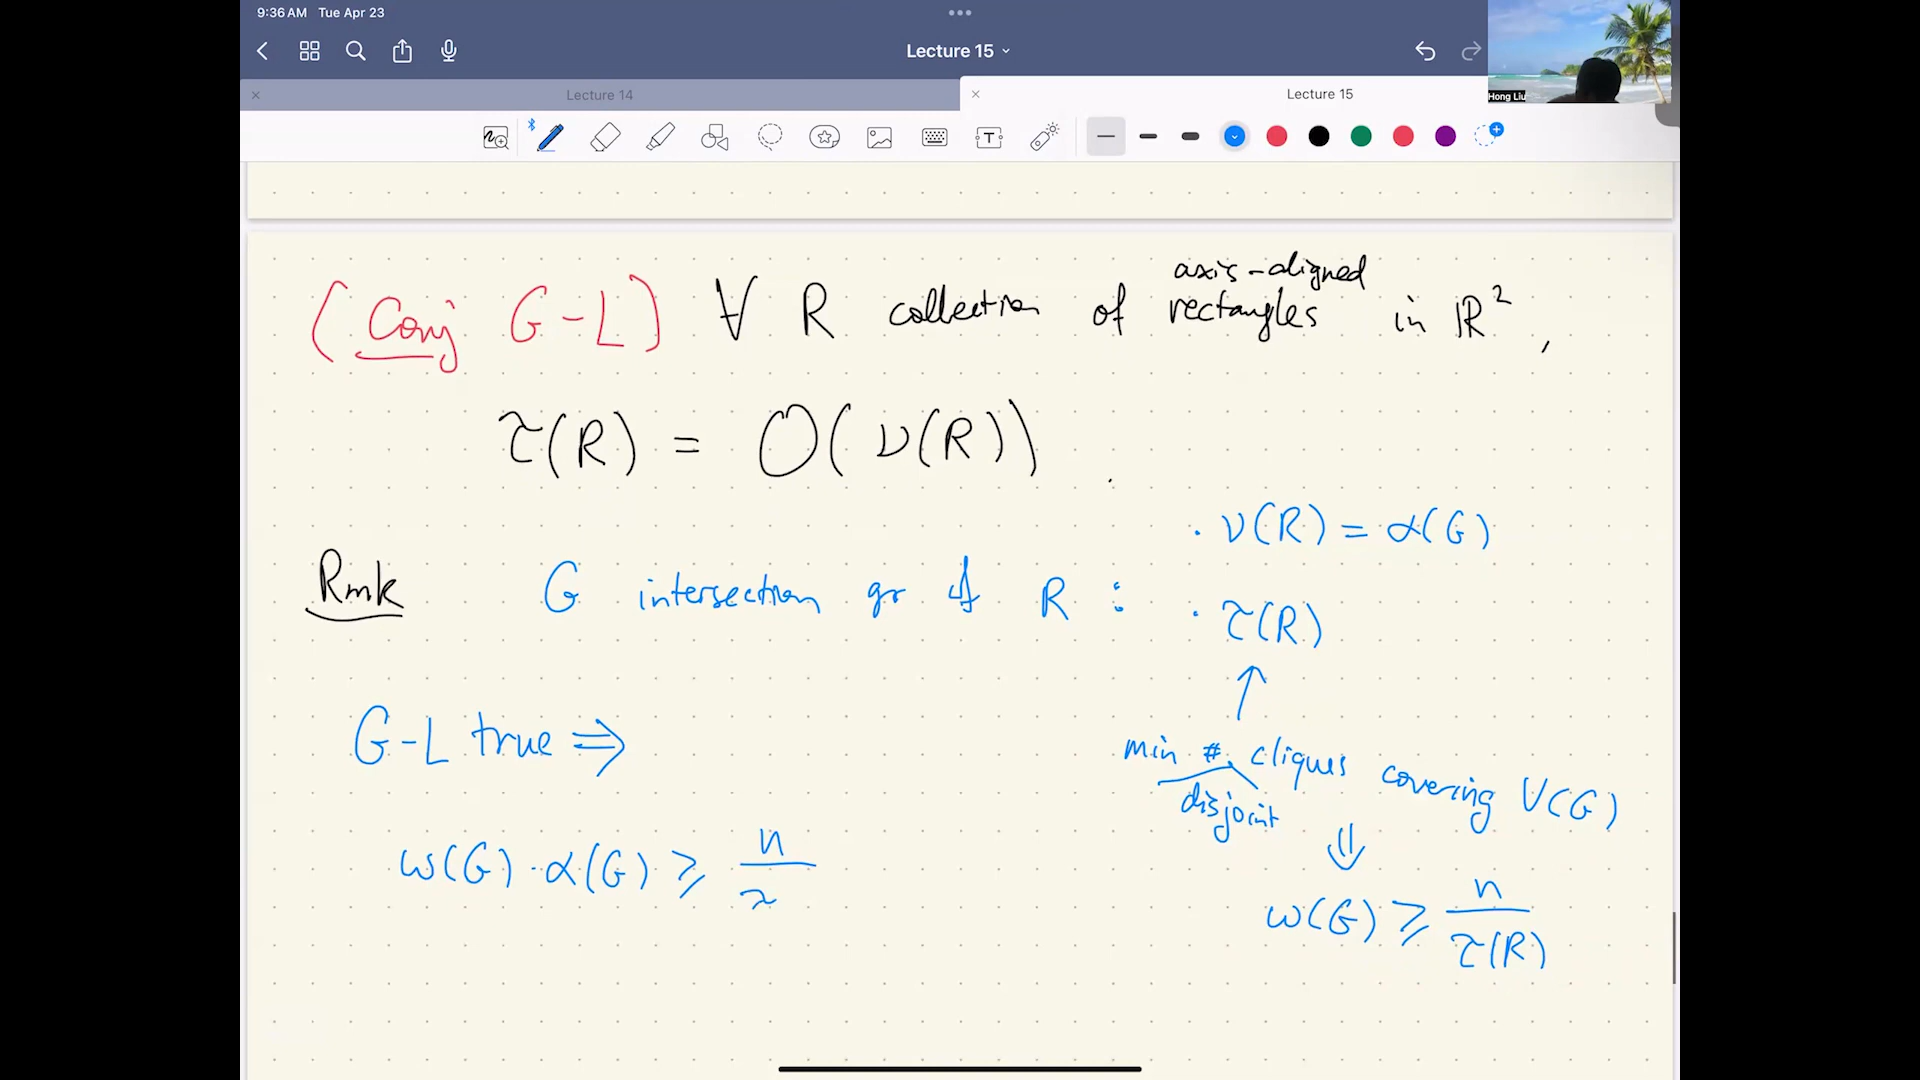 9:36 AM Tue Apr 23
Lecture 15
Hong Liu
Lecture 14
Lecture 15
(Conj G-L) ∀ R collection of axis-aligned rectangles in ℝ²,
τ(R) = O(ν(R)).
Rmk G intersection gr of R :
· ν(R) = α(G)
· τ(R)
↑
min # cliques covering V(G)
disjoint
⇓
ω(G) ≥ n/τ(R)
G-L true ⇒
ω(G)·α(G) ≥ n/τ